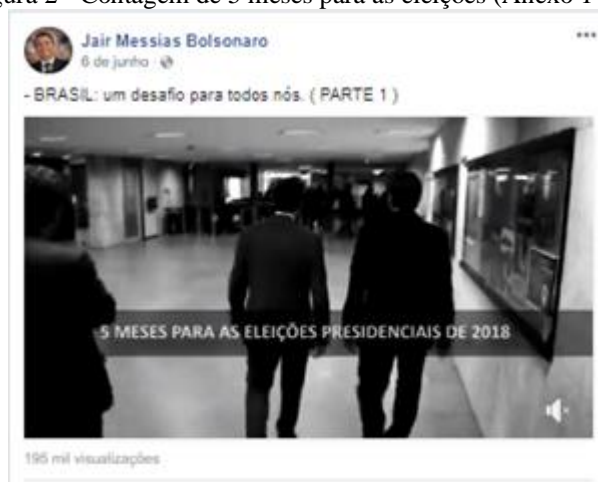 Figura 2 - Contagem de 5 meses para as eleições (Anexo 1
Jair Messias Bolsonaro
6 de junho
- BRASIL: um desafio para todos nós. ( PARTE 1 )
5 MESES PARA AS ELEIÇÕES PRESIDENCIAIS DE 2018
195 mil visualizações